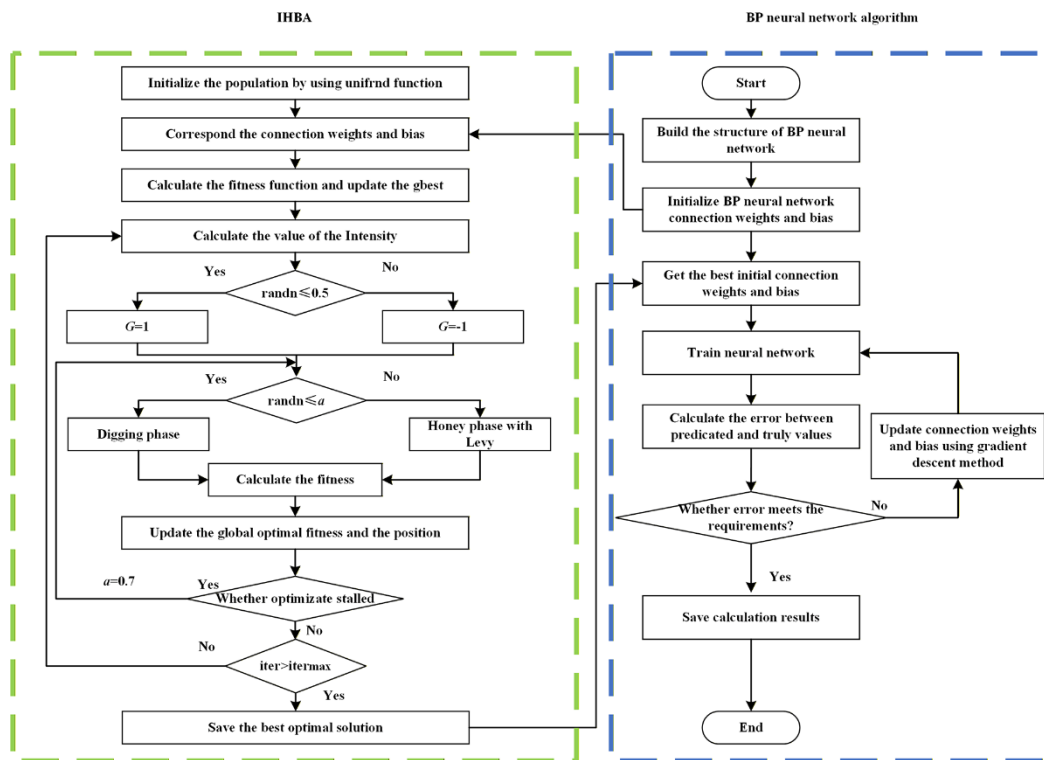 IHBA
Initialize the population by using unifrnd function
Correspond the connection weights and bias
Calculate the fitness function and update the gbest
Calculate the value of the Intensity
Yes
No
randn≤0.5
G=1
G=-1
Yes
No
randn≤a
Digging phase
Honey phase with
Levy
Calculate the fitness
Update the global optimal fitness and the position
a=0.7
Yes
Whether optimizate stalled
No
No
iter>itermax
Yes
Save the best optimal solution
BP neural network algorithm
Start
Build the structure of BP neural
network
Initialize BP neural network
connection weights and bias
Get the best initial connection
weights and bias
Train neural network
Calculate the error between
predicated and truly values
Update connection weights
and bias using gradient
descent method
Whether error meets the
requirements?
No
Yes
Save calculation results
End